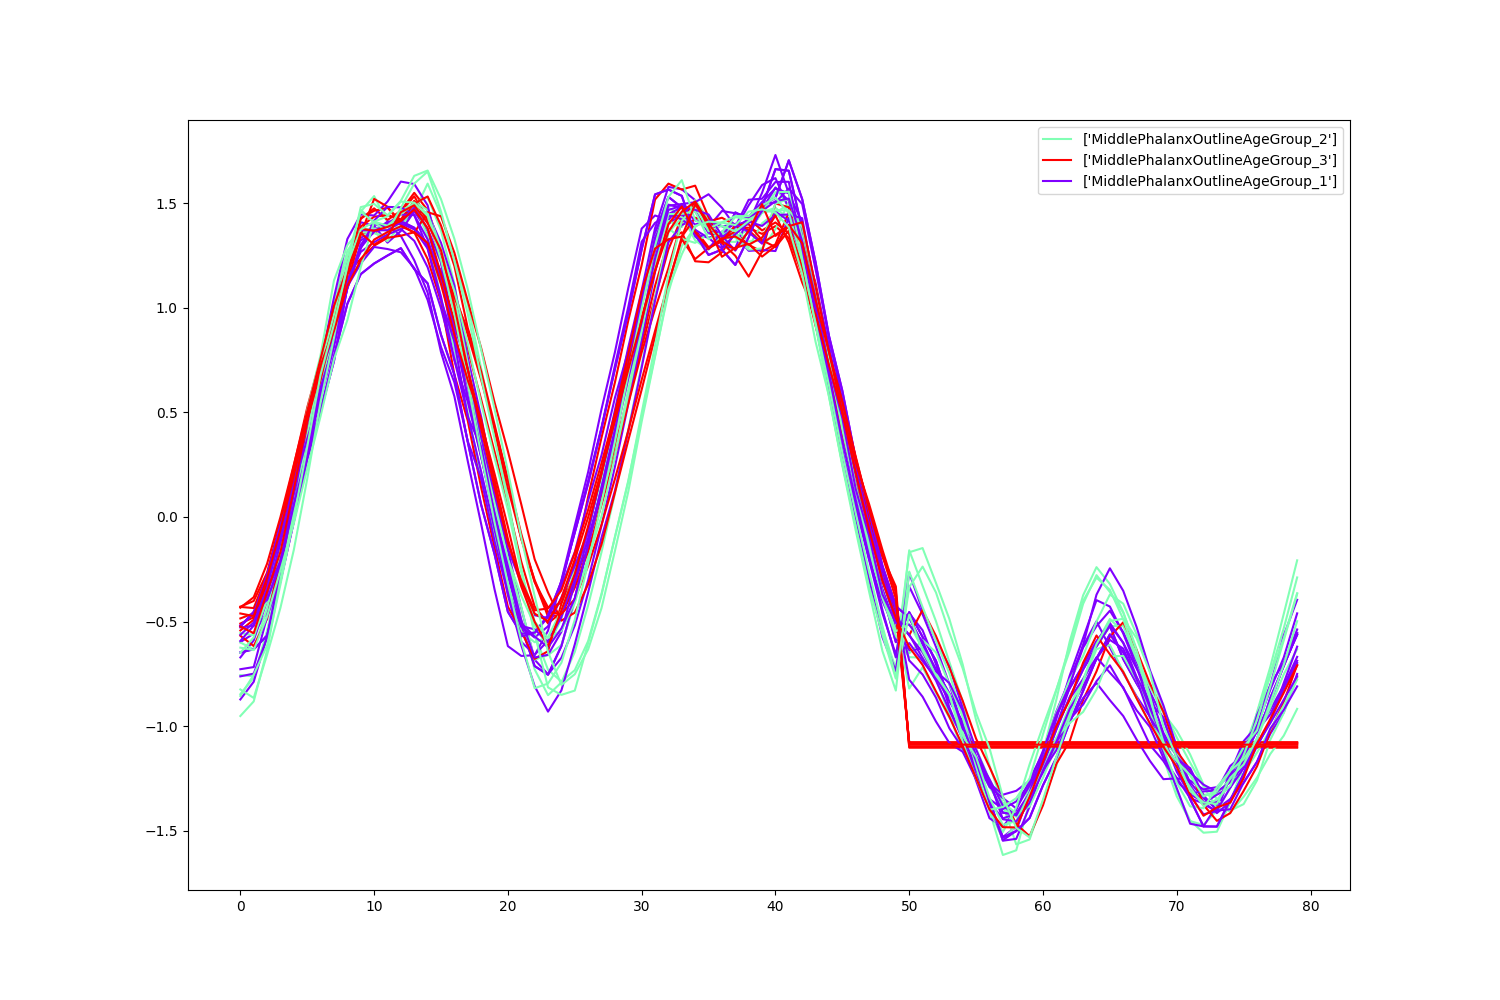 ['MiddlePhalanxOutlineAgeGroup_2']
['MiddlePhalanxOutlineAgeGroup_3']
['MiddlePhalanxOutlineAgeGroup_1']
1.5
1.0
0.5
0.0
−0.5
−1.0
−1.5
0 10 20 30 40 50 60 70 80